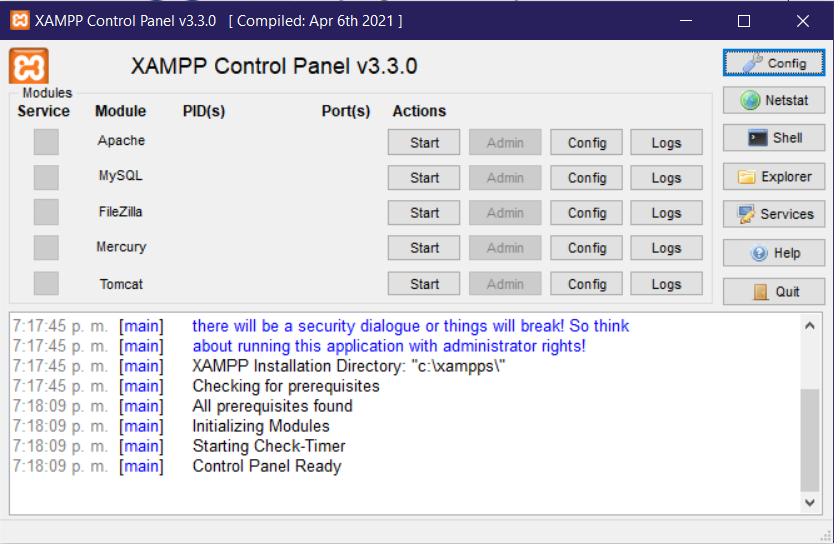 XAMPP Control Panel v3.3.0 [ Compiled: Apr 6th 2021 ]
XAMPP Control Panel v3.3.0
Config
Modules
Service Module PID(s) Port(s) Actions
Netstat
Apache Start Admin Config Logs
Shell
MySQL Start Admin Config Logs
Explorer
FileZilla Start Admin Config Logs
Services
Mercury Start Admin Config Logs
Help
Tomcat Start Admin Config Logs
Quit
7:17:45 p. m. [main] there will be a security dialogue or things will break! So think
7:17:45 p. m. [main] about running this application with administrator rights!
7:17:45 p. m. [main] XAMPP Installation Directory: "c:\xampps\"
7:17:45 p. m. [main] Checking for prerequisites
7:18:09 p. m. [main] All prerequisites found
7:18:09 p. m. [main] Initializing Modules
7:18:09 p. m. [main] Starting Check-Timer
7:18:09 p. m. [main] Control Panel Ready